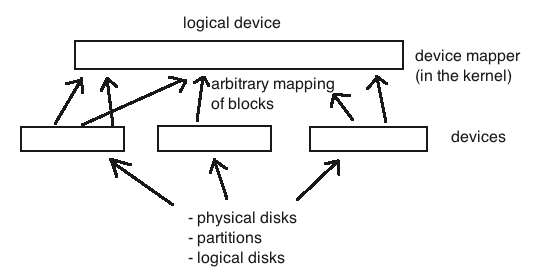 logical device
device mapper
(in the kernel)
arbitrary mapping
of blocks
devices
- physical disks
- partitions
- logical disks